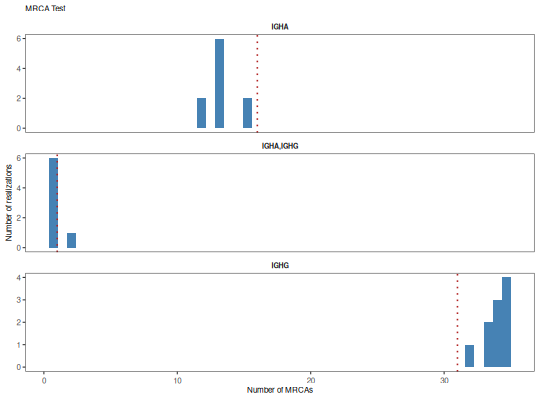 MRCA Test
IGHA
6
4
2
0
IGHA,IGHG
6
4
2
0
Number of realizations
IGHG
4
3
2
1
0
0 10 20 30
Number of MRCAs